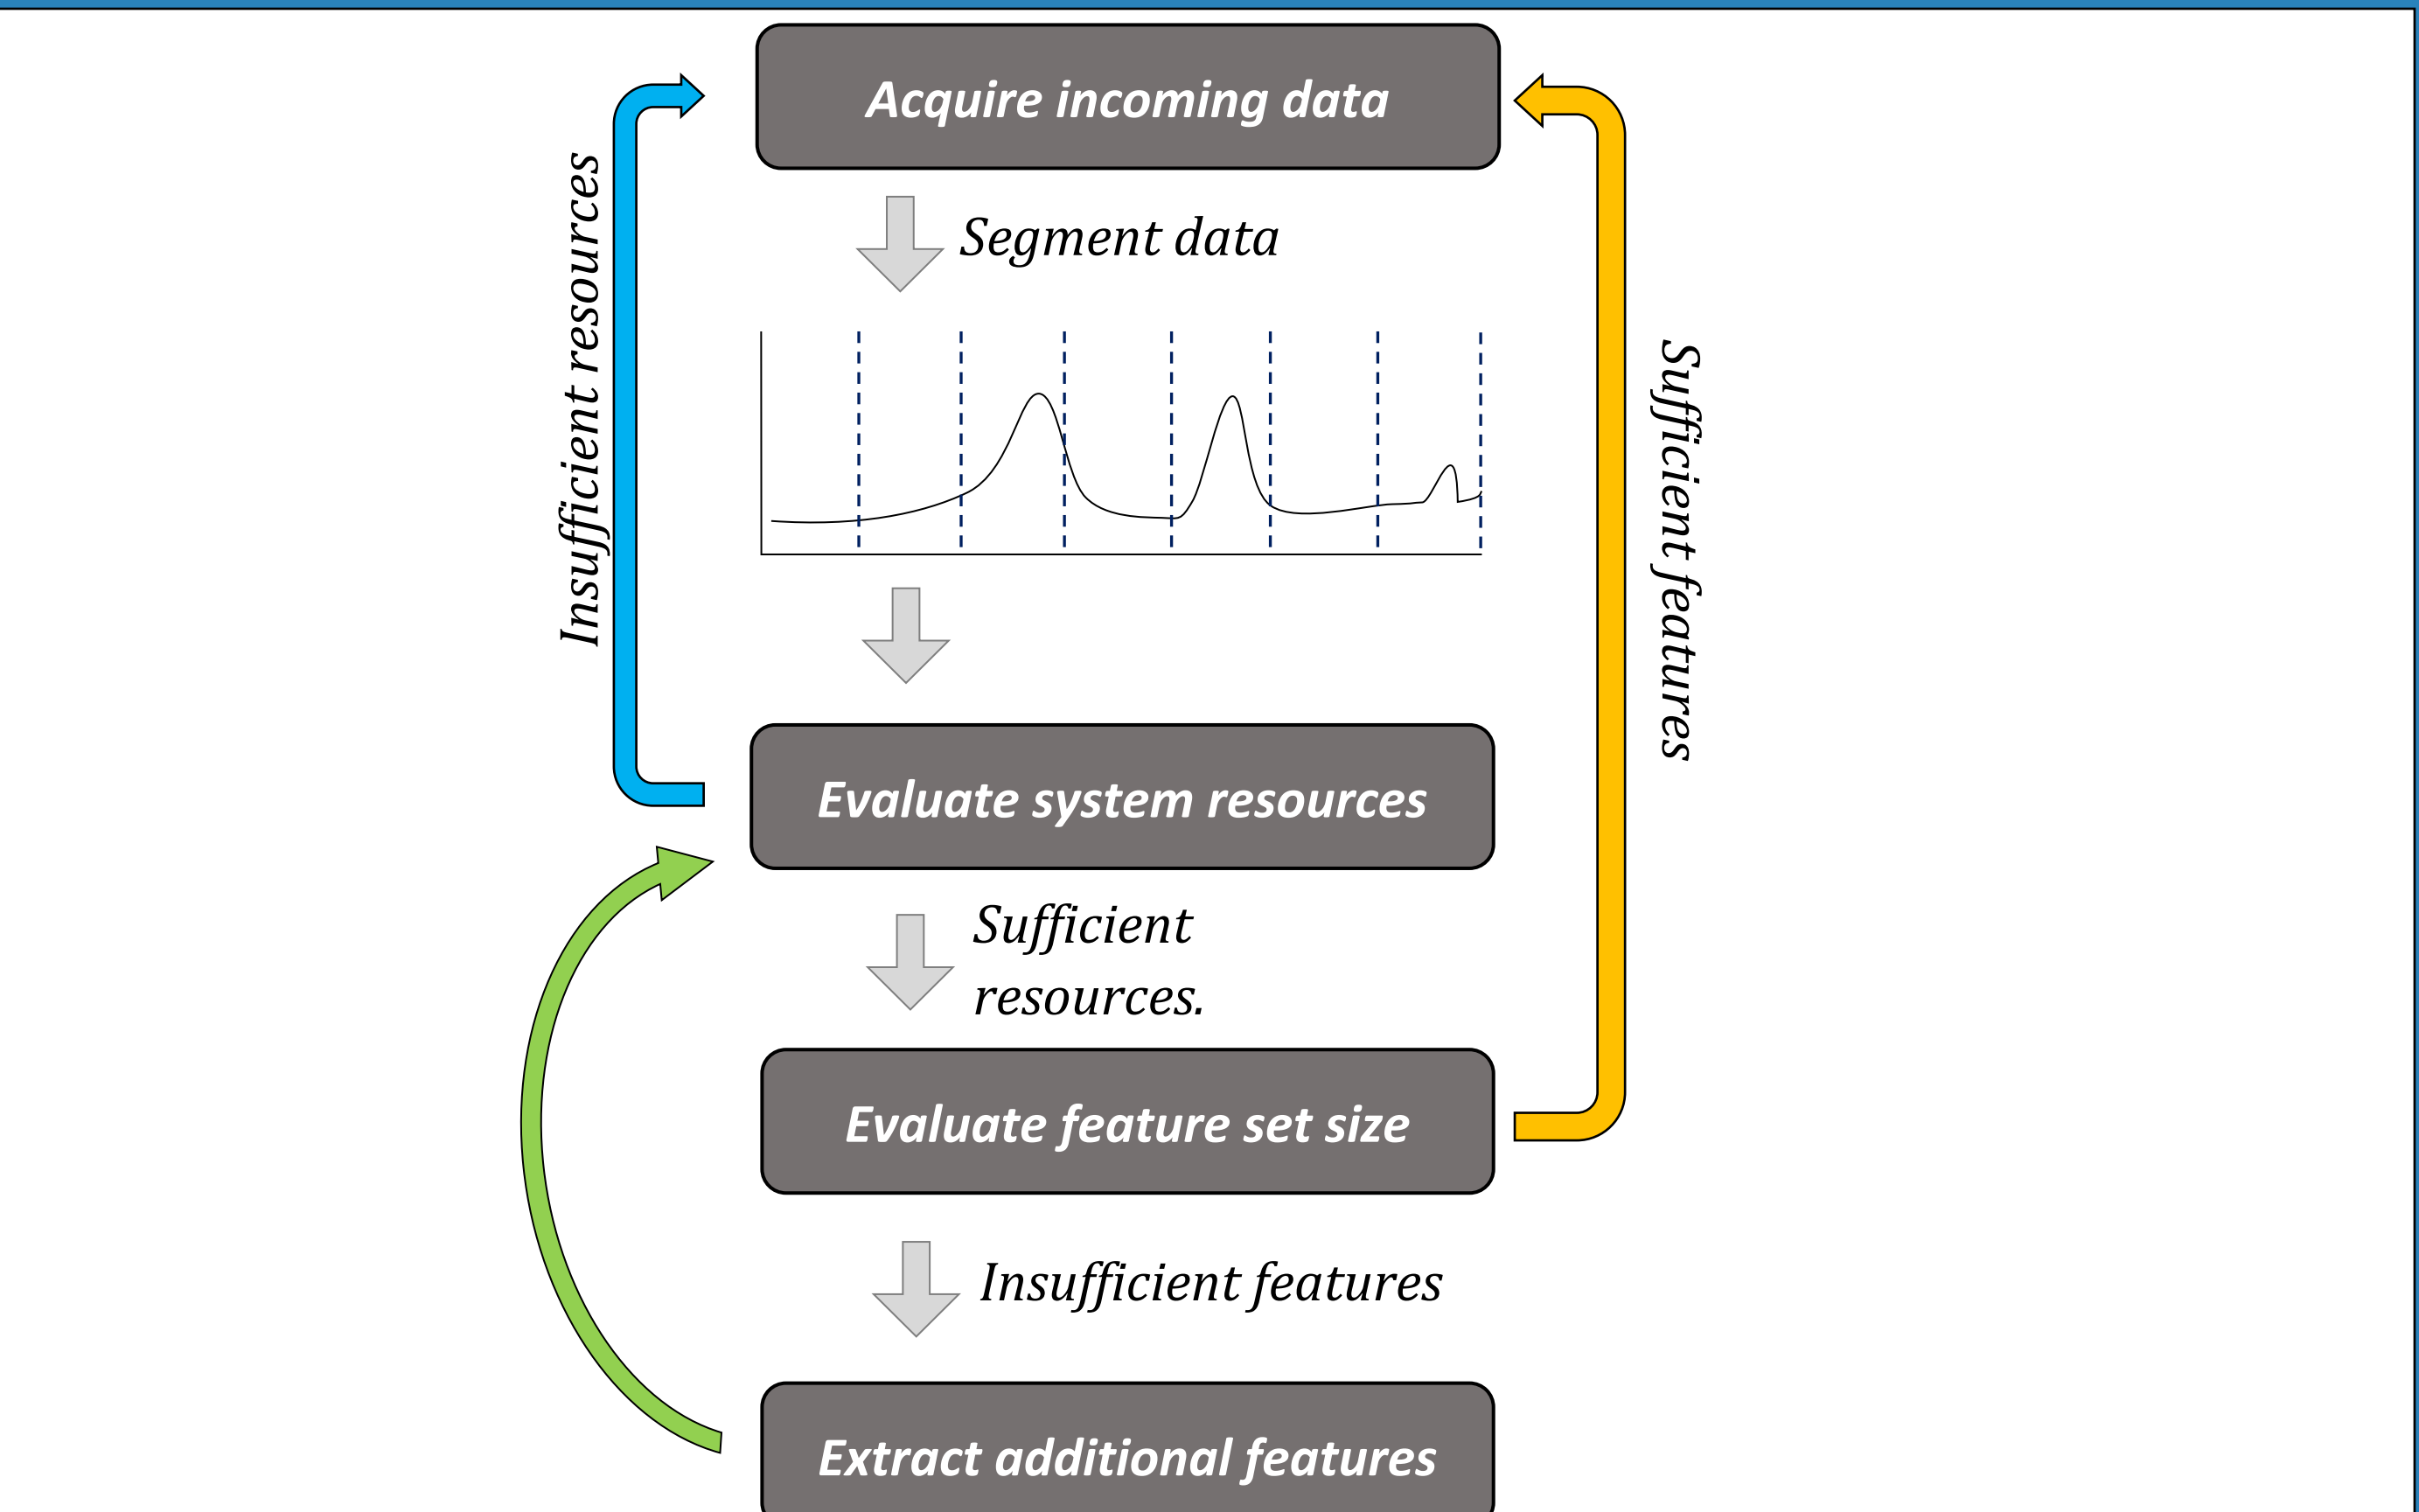 Acquire incoming data
Segment data
Insufficient resources
Sufficient features
Evaluate system resources
Sufficient
resources.
Evaluate feature set size
Insufficient features
Extract additional features